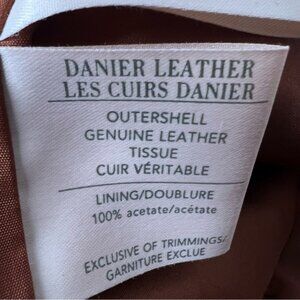 DANIER LEATHER
LES CUIRS DANIER
OUTERSHELL
GENUINE LEATHER
TISSUE
CUIR VÉRITABLE
LINING/DOUBLURE
100% acetate/acétate
EXCLUSIVE OF TRIMMINGS/
GARNITURE EXCLUE